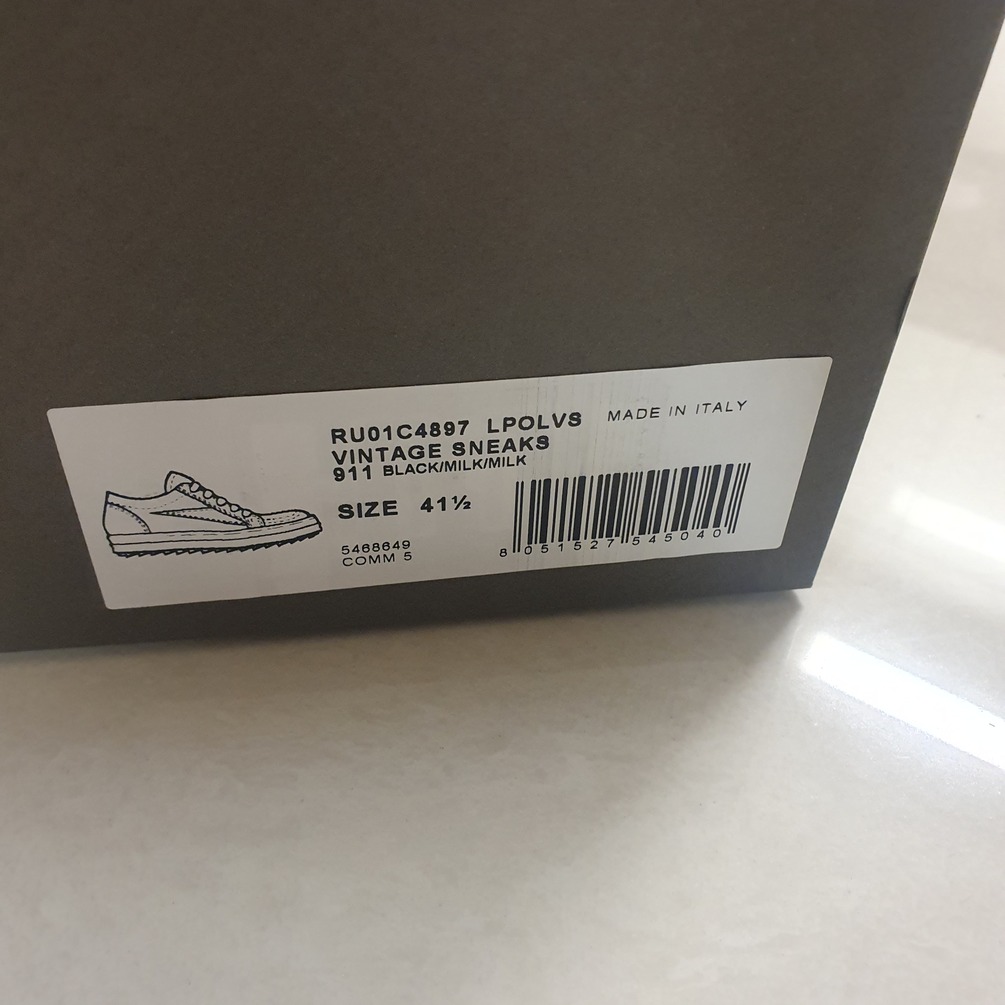 RU01C4897 LPOLVS MADE IN ITALY
VINTAGE SNEAKS
911 BLACK/MILK/MILK
SIZE 41½
5468649
COMM 5
8 051527 545040